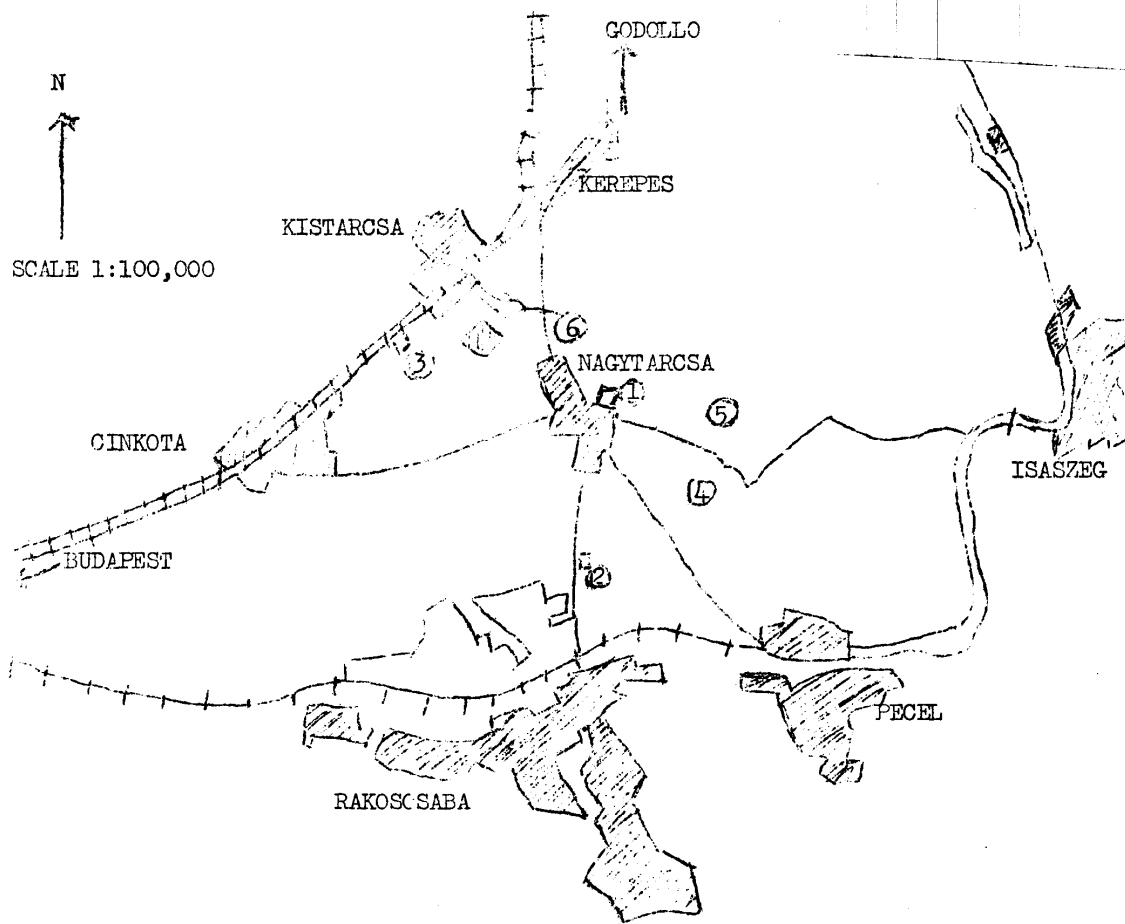 GODOLLO
N
KEREPES
KISTARCSA
SCALE 1:100,000
6
3
NAGYTARCSA
1
5
CINKOTA
ISASZEG
4
BUDAPEST
2
PECEL
RAKOSCSABA